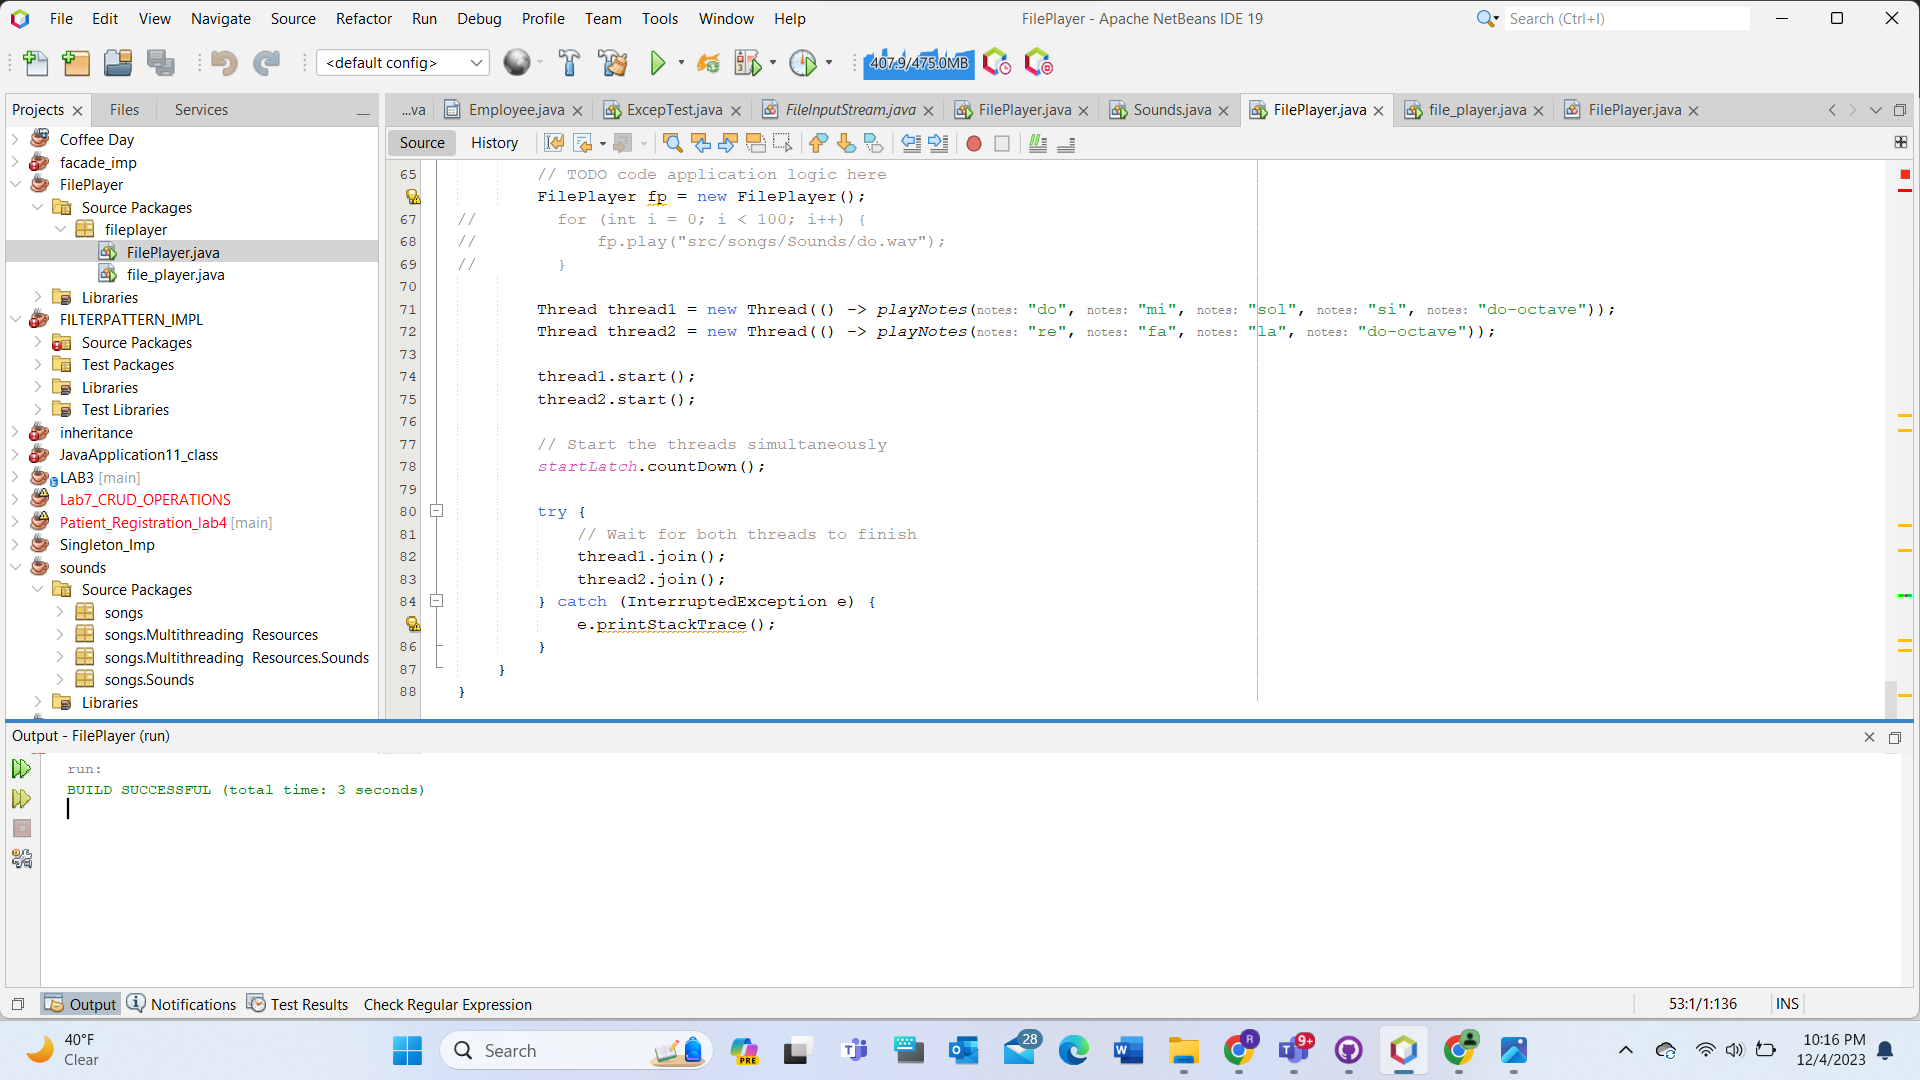 File Edit View Navigate Source Refactor Run Debug Profile Team Tools Window Help FilePlayer - Apache NetBeans IDE 19 Search (Ctrl+I)
<default config> 407.9/475.0MB
Projects Files Services ...va Employee.java ExcepTest.java FileInputStream.java FilePlayer.java Sounds.java FilePlayer.java file_player.java FilePlayer.java
Source History
Coffee Day
facade_imp
FilePlayer
Source Packages
fileplayer
FilePlayer.java
file_player.java
Libraries
FILTERPATTERN_IMPL
Source Packages
Test Packages
Libraries
Test Libraries
inheritance
JavaApplication11_class
LAB3 [main]
Lab7_CRUD_OPERATIONS
Patient_Registration_lab4 [main]
Singleton_Imp
sounds
Source Packages
songs
songs.Multithreading Resources
songs.Multithreading Resources.Sounds
songs.Sounds
Libraries
65 // TODO code application logic here
FilePlayer fp = new FilePlayer();
67 // for (int i = 0; i < 100; i++) {
68 // fp.play("src/songs/Sounds/do.wav");
69 // }
70
71 Thread thread1 = new Thread(() -> playNotes(notes: "do", notes: "mi", notes: "sol", notes: "si", notes: "do-octave"));
72 Thread thread2 = new Thread(() -> playNotes(notes: "re", notes: "fa", notes: "la", notes: "do-octave"));
73
74 thread1.start();
75 thread2.start();
76
77 // Start the threads simultaneously
78 startLatch.countDown();
79
80 try {
81 // Wait for both threads to finish
82 thread1.join();
83 thread2.join();
84 } catch (InterruptedException e) {
e.printStackTrace();
86 }
87 }
88 }
Output - FilePlayer (run)
run:
BUILD SUCCESSFUL (total time: 3 seconds)
Output Notifications Test Results Check Regular Expression 53:1/1:136 INS
40°F
Clear
Search
PRE
28
R
9+
10:16 PM
12/4/2023